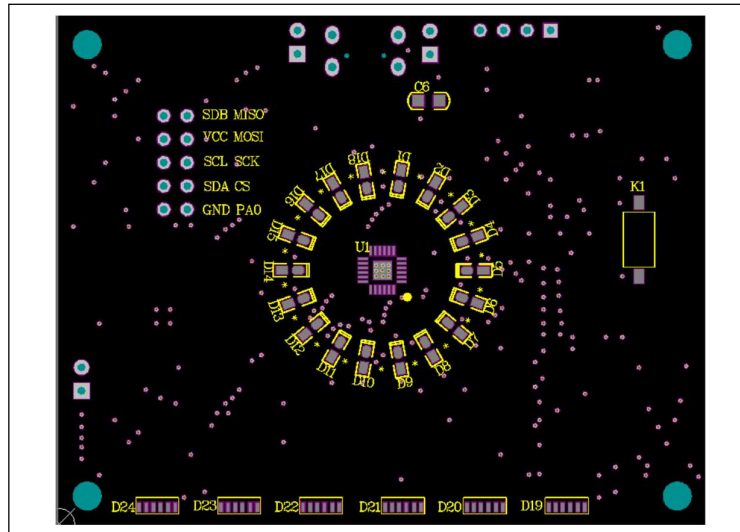 C6
SDB MISO
VCC MOSI
SCL SCK
SDA CS
GND PA0
K1
U1
D1
D2
D3
D4
D5
D6
D7
D8
D9
D10
D11
D12
D13
D14
D15
D16
D17
D18
D24 D23 D22 D21 D20 D19